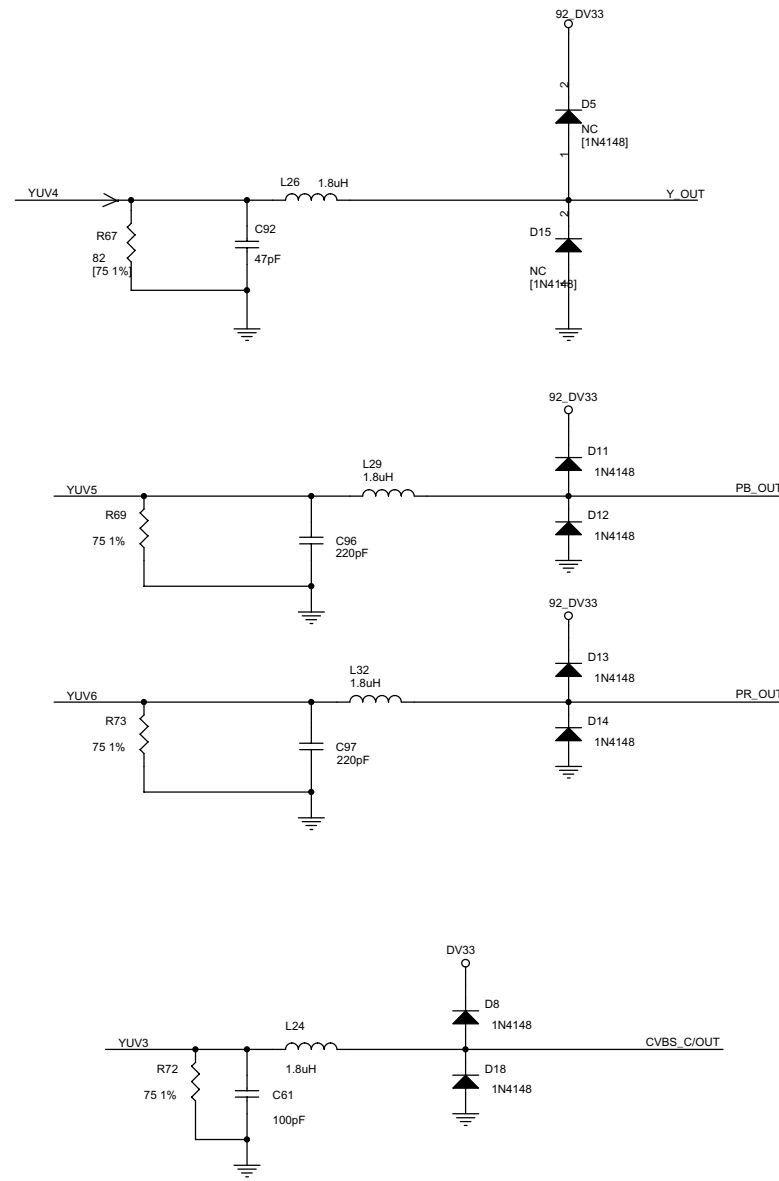 92_DV33
2
D5
NC
[1N4148]
1
YUV4
L26
1.8uH
Y_OUT
R67
82
[75 1%]
C92
47pF
2
D15
NC
[1N4148]
1
92_DV33
D11
1N4148
L29
1.8uH
YUV5
PB_OUT
R69
75 1%
C96
220pF
D12
1N4148
92_DV33
D13
1N4148
L32
1.8uH
YUV6
PR_OUT
R73
75 1%
C97
220pF
D14
1N4148
DV33
D8
1N4148
YUV3
L24
1.8uH
CVBS_C/OUT
R72
75 1%
C61
100pF
D18
1N4148